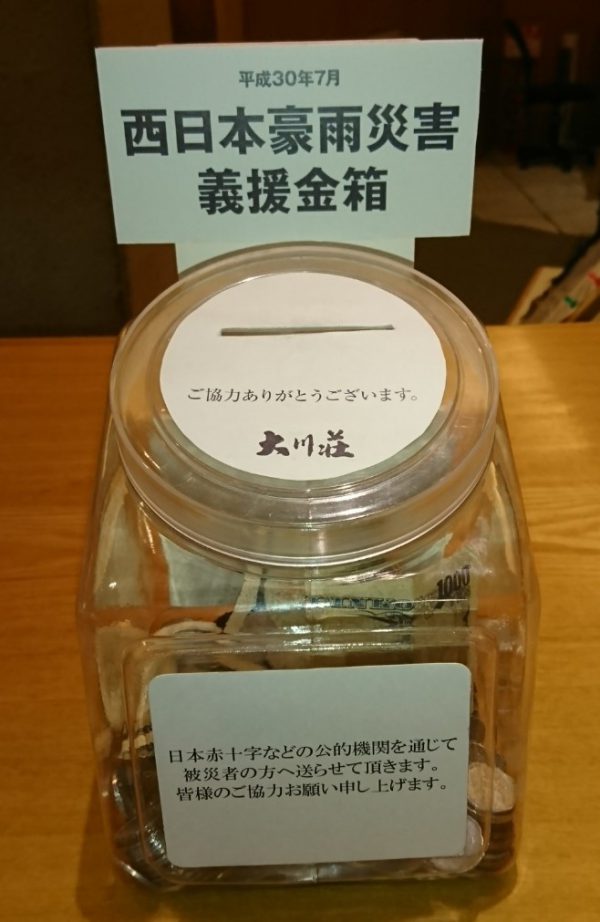 平成30年7月
西日本豪雨災害
義援金箱
ご協力ありがとうございます。
大川荘
1000
日本赤十字などの公的機関を通じて
被災者の方へ送らせて頂きます。
皆様のご協力お願い申し上げます。